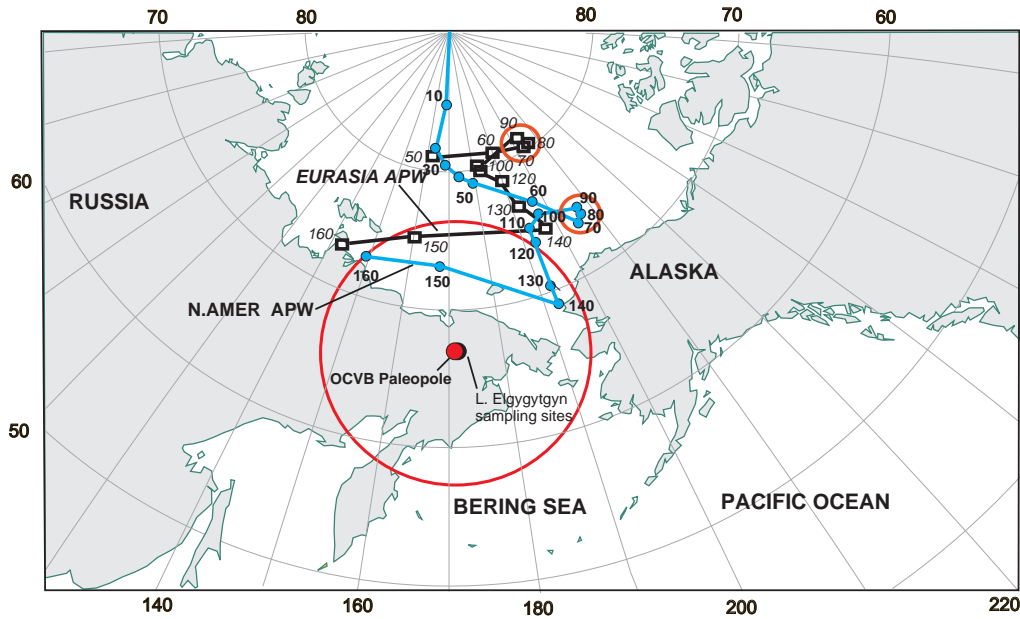 70 80 80 70 60
10
90
60 180
50 70
30 100
EURASIA APW 120
60 50 60 90
RUSSIA 130 110 100 80
70
160 140
150 120
ALASKA
160 150 130
N.AMER APW 140
OCVB Paleopole
L. Elgygytgyn
sampling sites
50
BERING SEA PACIFIC OCEAN
140 160 180 200 220